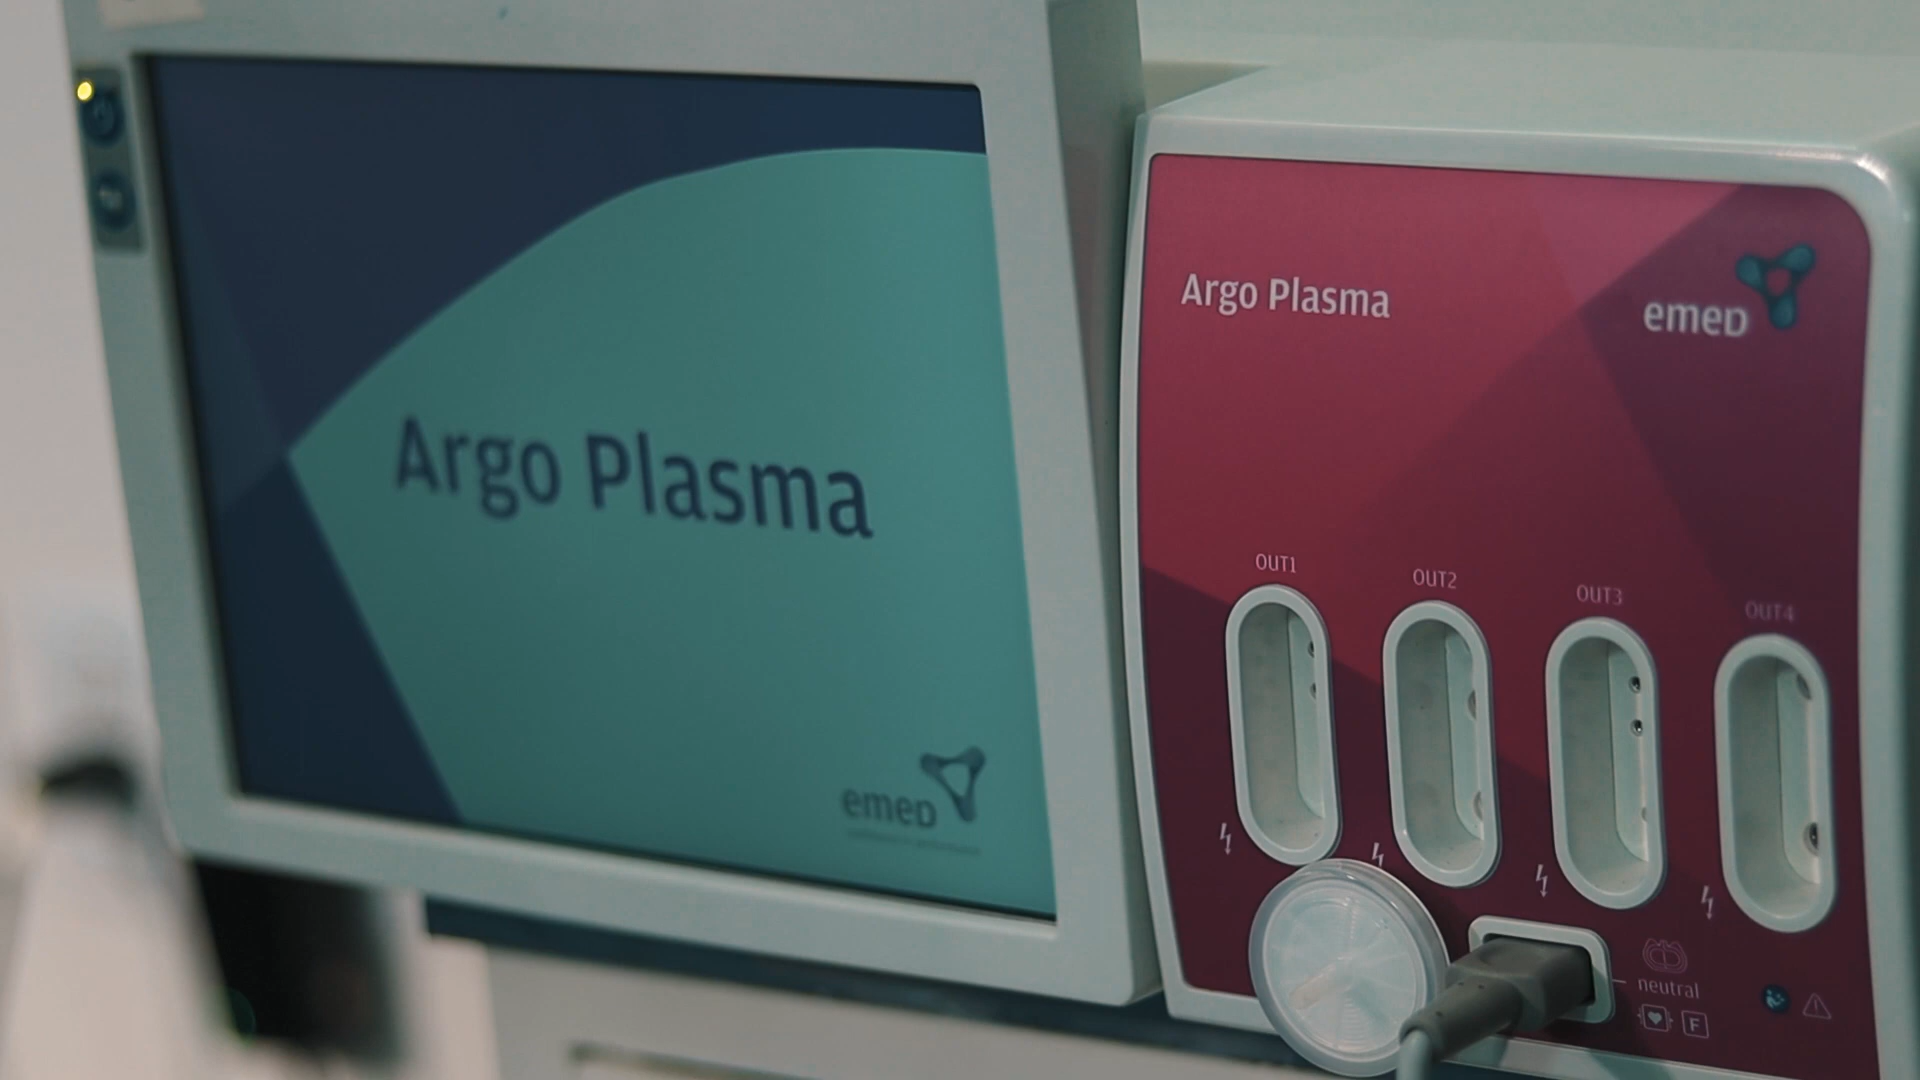 Argo Plasma
emed
Argo Plasma
emed
OUT1
OUT2
OUT3
OUT4
neutral
F